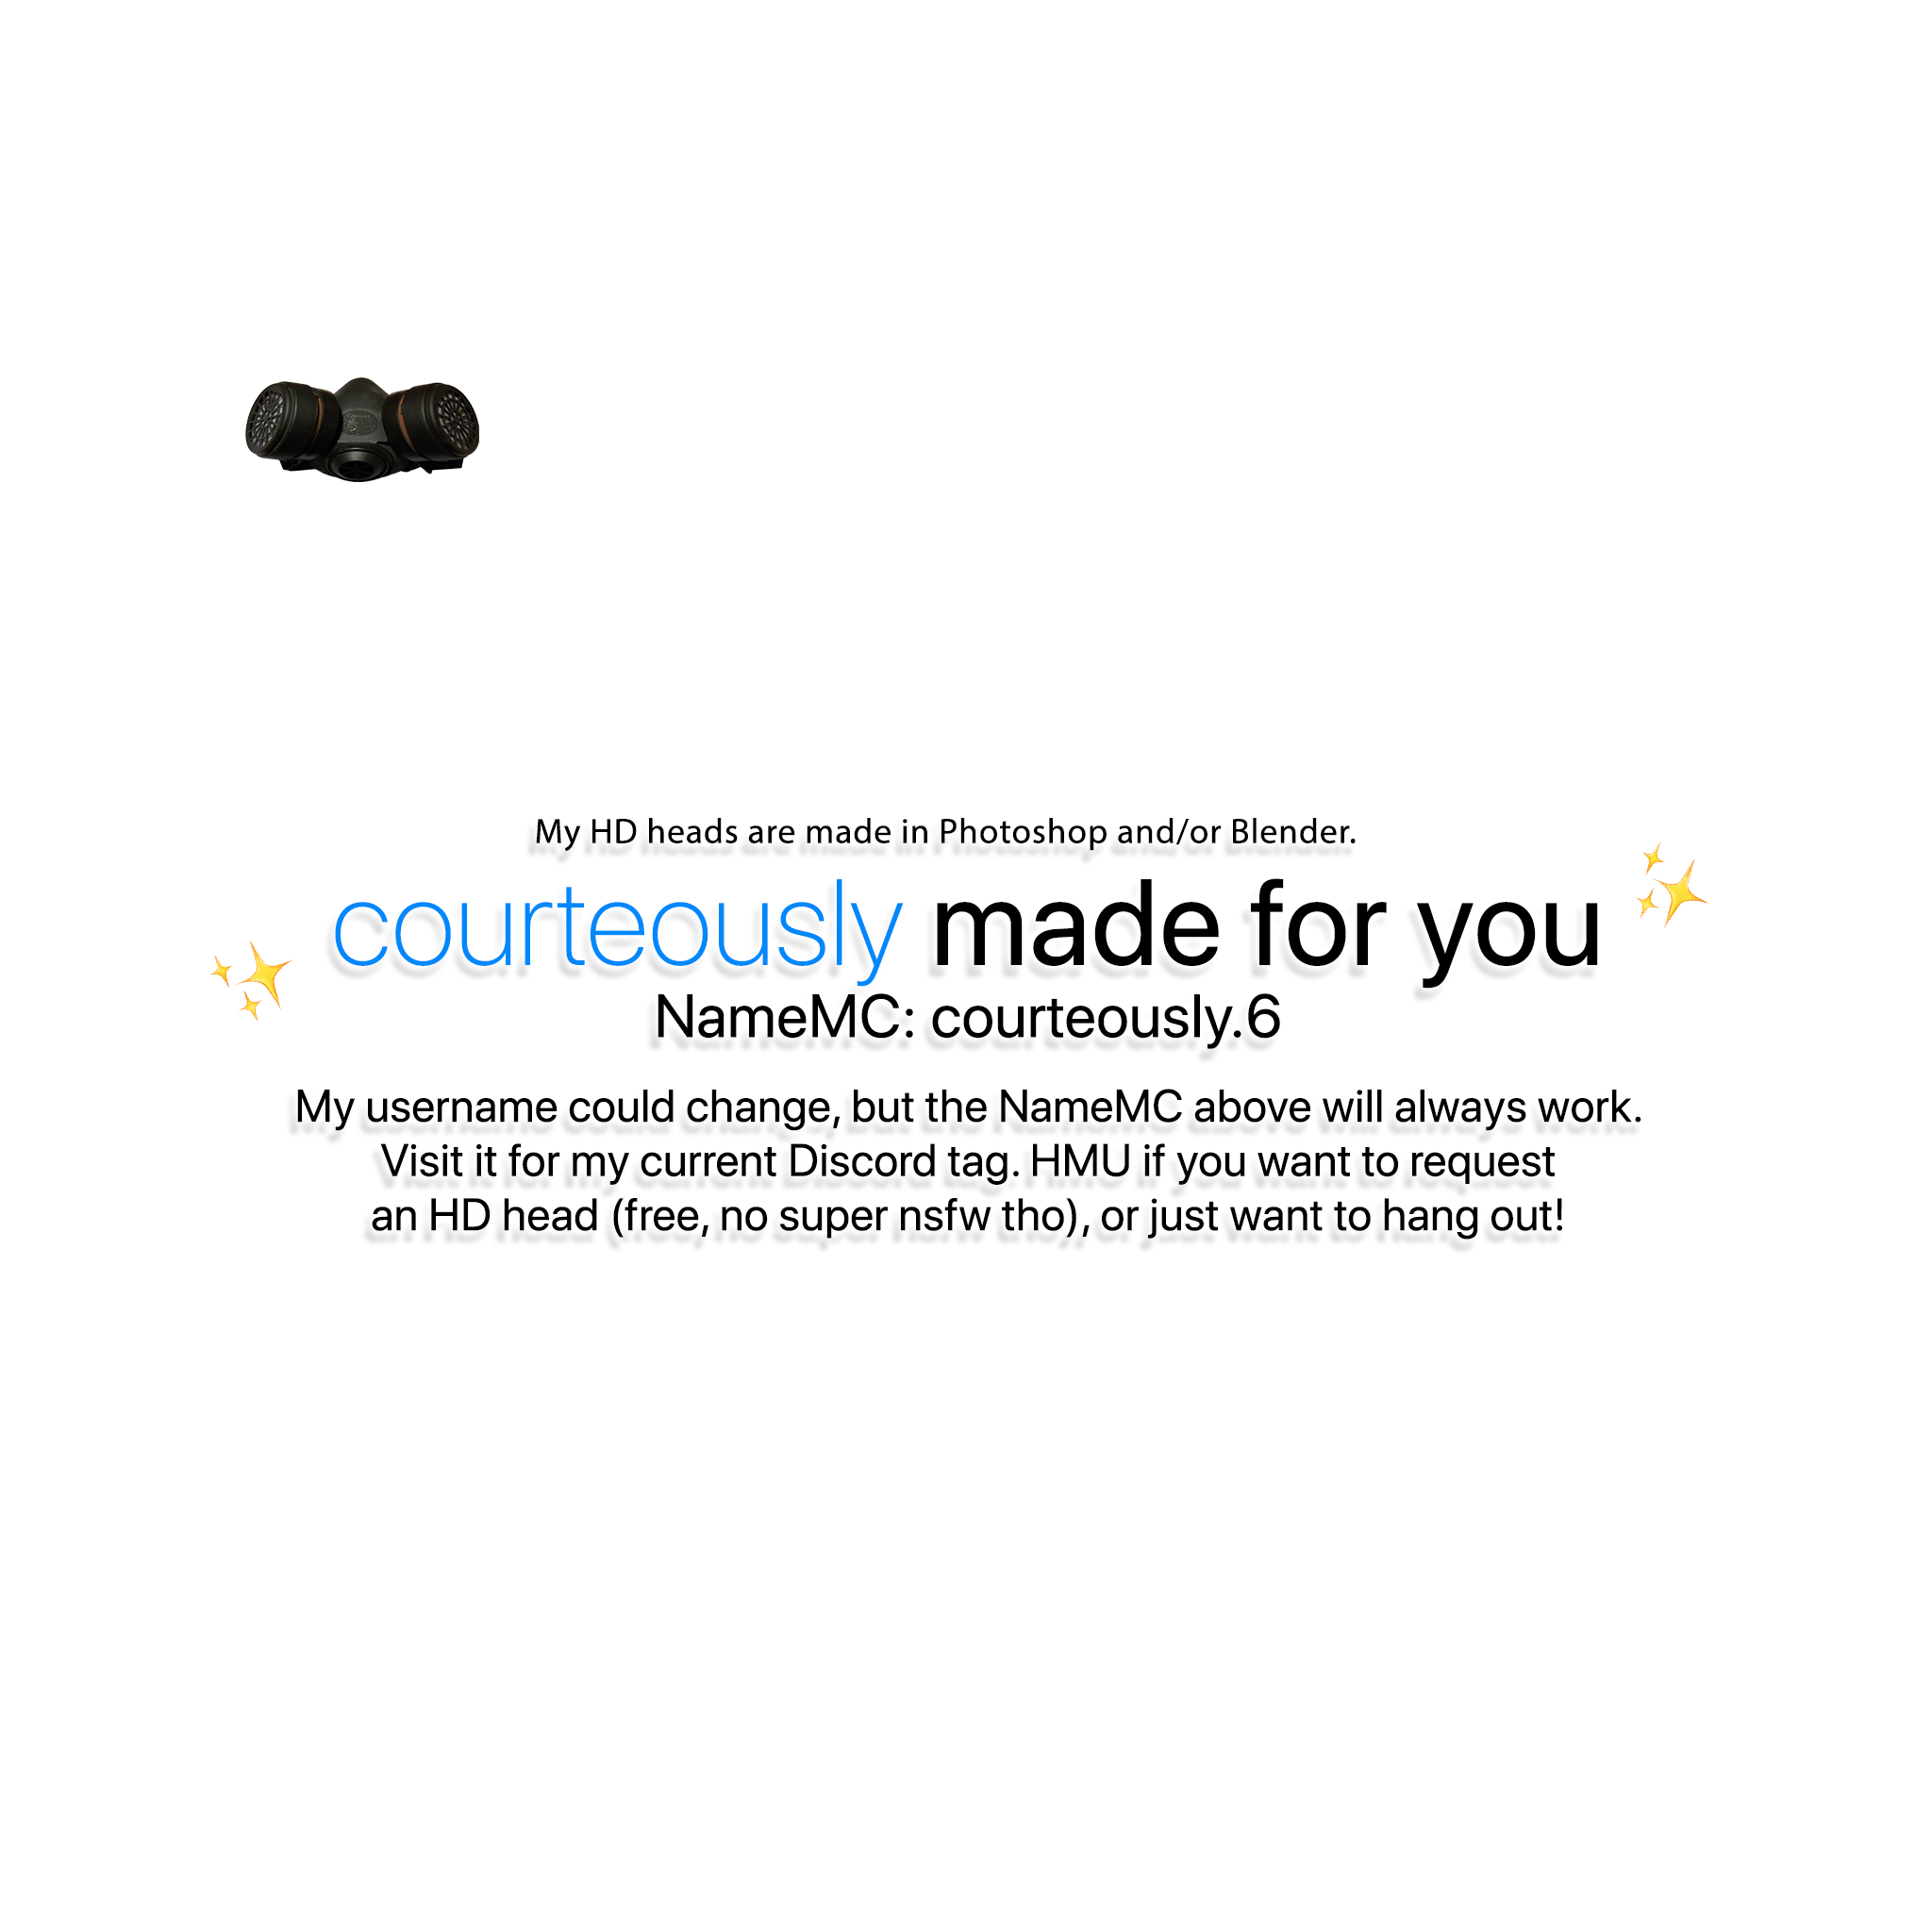 My HD heads are made in Photoshop and/or Blender.
courteously made for you
NameMC: courteously.6
My username could change, but the NameMC above will always work.
Visit it for my current Discord tag. HMU if you want to request
an HD head (free, no super nsfw tho), or just want to hang out!